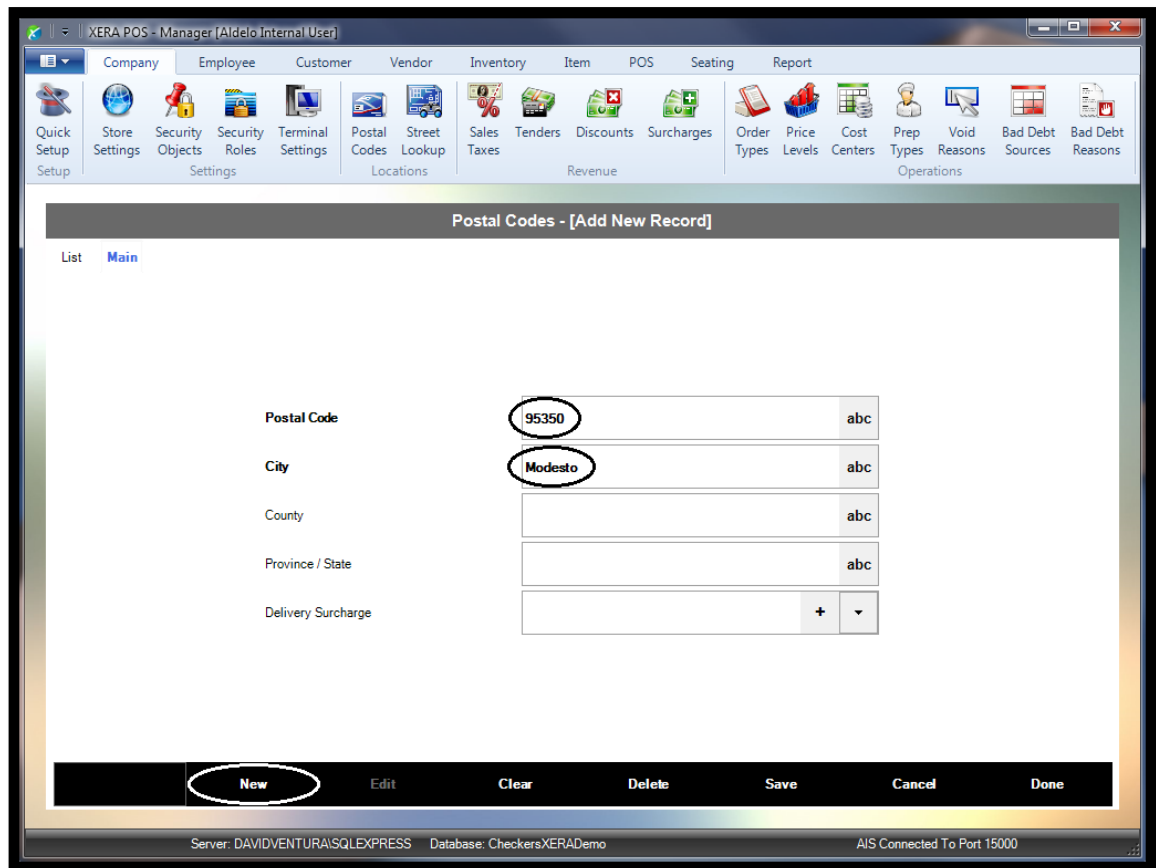 XERA POS - Manager [Aldelo Internal User]
Company Employee Customer Vendor Inventory Item POS Seating Report
Quick Setup
Store Settings
Security Objects
Security Roles
Terminal Settings
Postal Codes
Street Lookup
Sales Taxes
Tenders
Discounts
Surcharges
Order Types
Price Levels
Cost Centers
Prep Types
Void Reasons
Bad Debt Sources
Bad Debt Reasons
Setup Settings Locations Revenue Operations
Postal Codes - [Add New Record]
List Main
Postal Code 95350 abc
City Modesto abc
County abc
Province / State abc
Delivery Surcharge +
New Edit Clear Delete Save Cancel Done
Server: DAVIDVENTURA\SQLEXPRESS Database: CheckersXERADemo AIS Connected To Port 15000